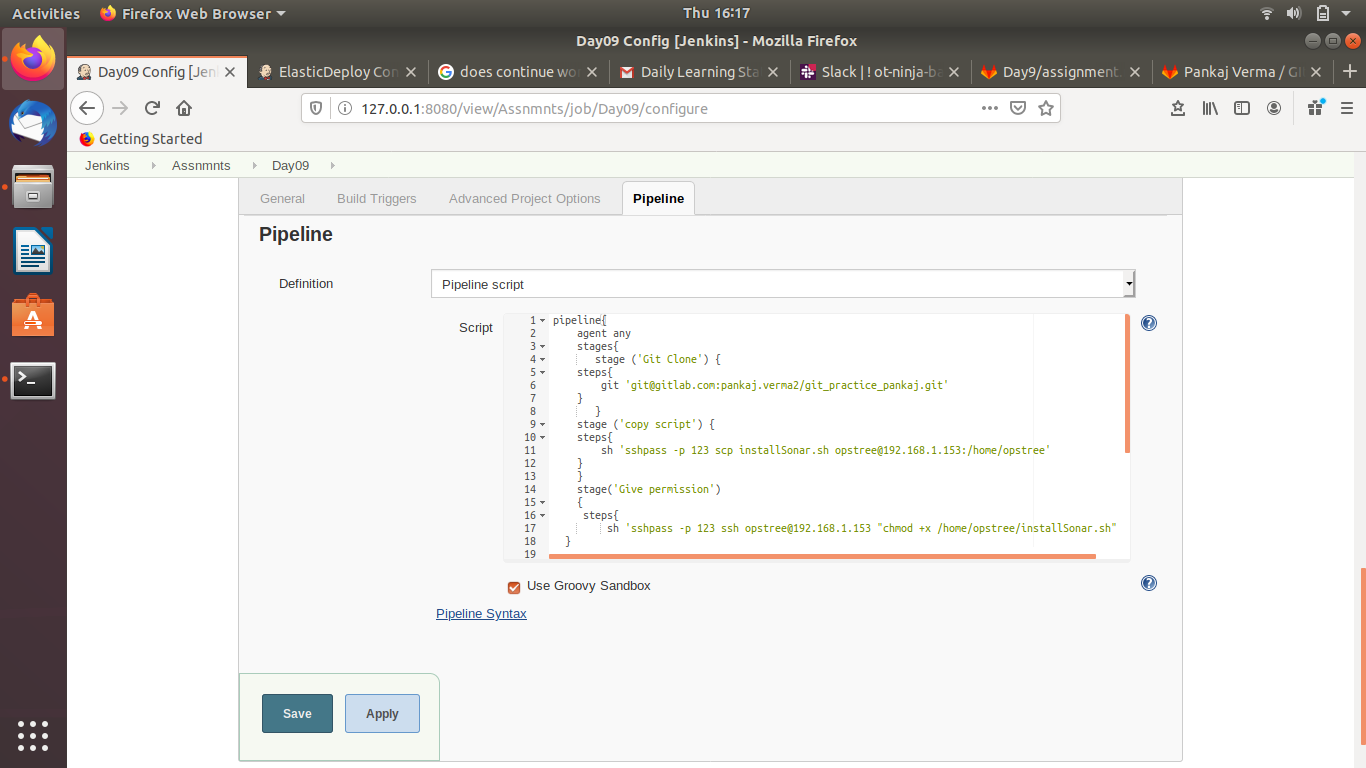 Activities Firefox Web Browser Thu 16:17
Day09 Config [Jenkins] - Mozilla Firefox
Day09 Config [Jen ElasticDeploy Con does continue wo Daily Learning Sta Slack | ! ot-ninja-ba Day9/assignment. Pankaj Verma / Gi
127.0.0.1:8080/view/Assnmnts/job/Day09/configure
Getting Started
Jenkins Assnmnts Day09
General Build Triggers Advanced Project Options Pipeline
Pipeline
Definition Pipeline script
Script
1 pipeline{
2 agent any
3 stages{
4 stage ('Git Clone') {
5 steps{
6 git 'git@gitlab.com:pankaj.verma2/git_practice_pankaj.git'
7 }
8 }
9 stage ('copy script') {
10 steps{
11 sh 'sshpass -p 123 scp installSonar.sh opstree@192.168.1.153:/home/opstree'
12 }
13 }
14 stage('Give permission')
15 {
16 steps{
17 sh 'sshpass -p 123 ssh opstree@192.168.1.153 "chmod +x /home/opstree/installSonar.sh"
18 }
19
Use Groovy Sandbox
Pipeline Syntax
Save Apply